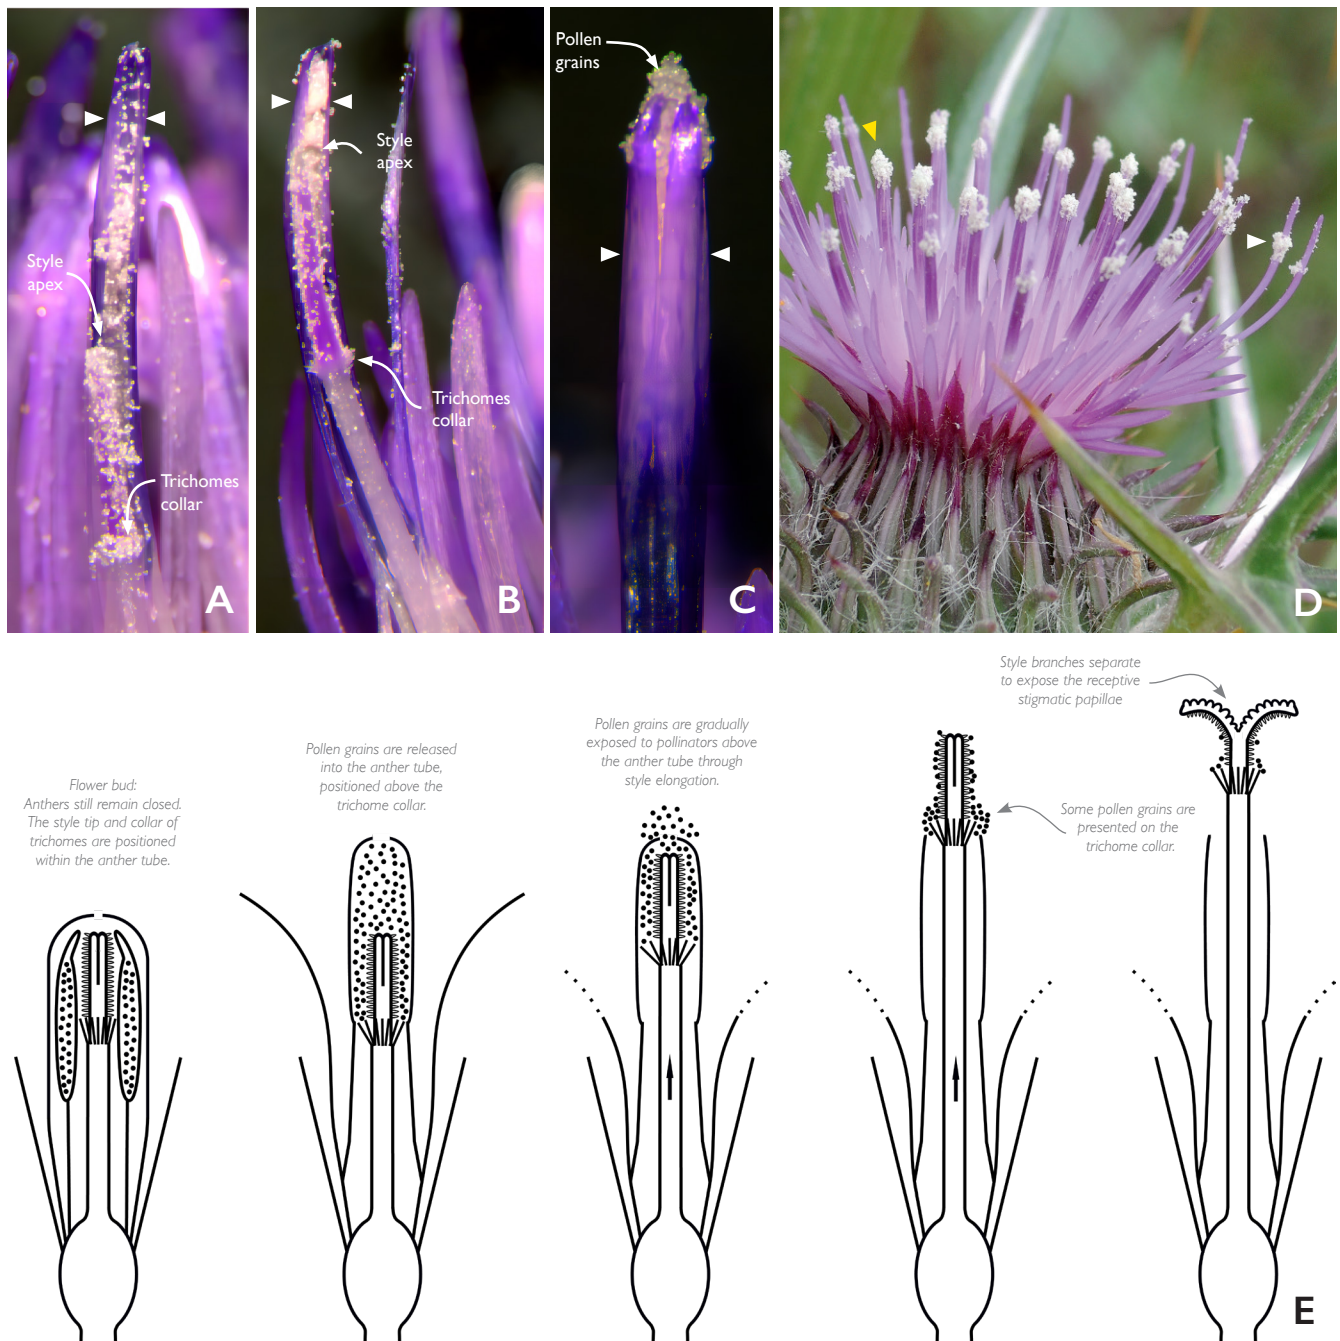 Style
apex
Trichomes
collar
A
Style
apex
Trichomes
collar
B
Pollen
grains
C
D
Flower bud:
Anthers still remain closed.
The style tip and collar of
trichomes are positioned
within the anther tube.
Pollen grains are released
into the anther tube,
positioned above the
trichome collar.
Pollen grains are gradually
exposed to pollinators above
the anther tube through
style elongation.
Some pollen grains are
presented on the
trichome collar.
Style branches separate
to expose the receptive
stigmatic papillae
E